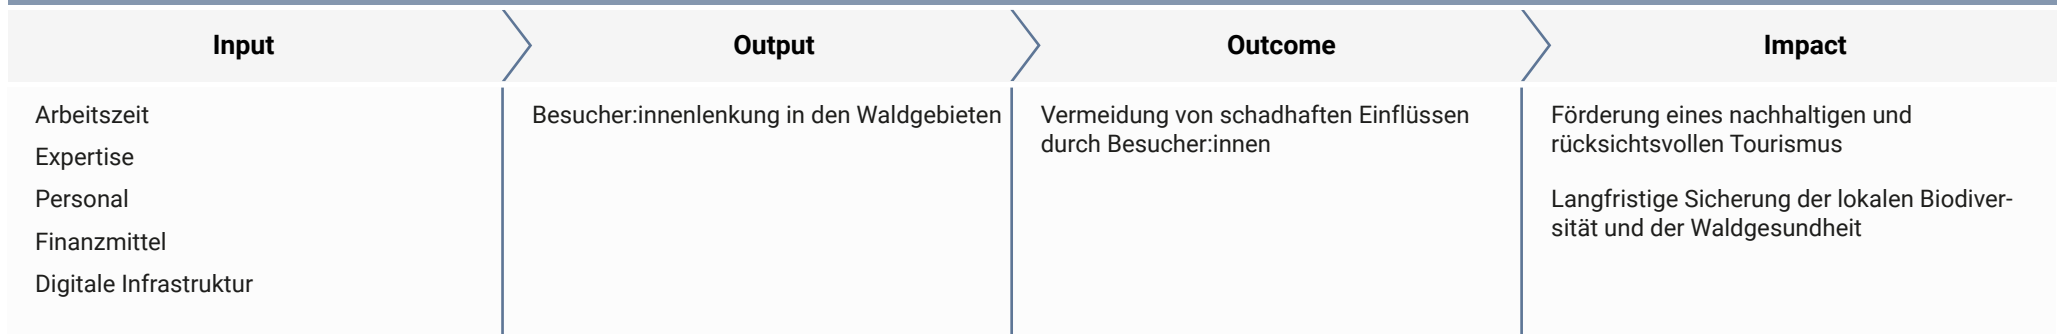 Input
Output
Outcome
Impact
Arbeitszeit
Expertise
Personal
Finanzmittel
Digitale Infrastruktur
Besucher:innenlenkung in den Waldgebieten
Vermeidung von schadhaften Einflüssen
durch Besucher:innen
Förderung eines nachhaltigen und
rücksichtsvollen Tourismus
Langfristige Sicherung der lokalen Biodiver-
sität und der Waldgesundheit